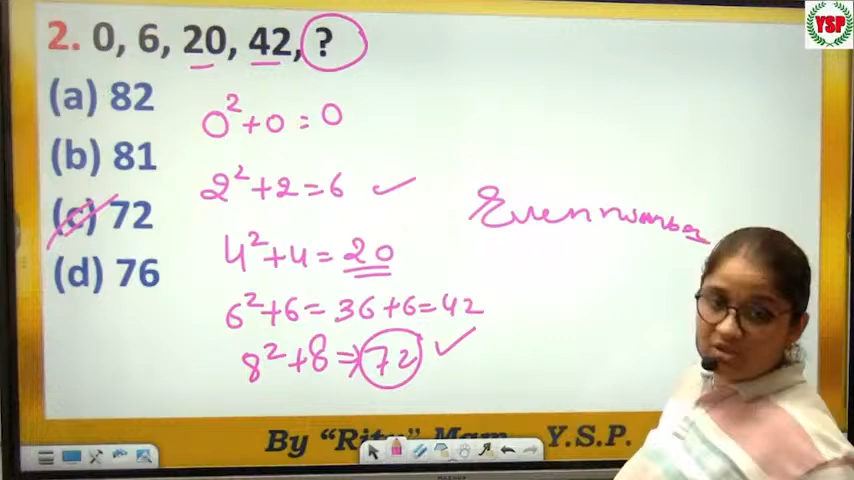 YSP
2. 0, 6, 20, 42, ?
(a) 82
(b) 81
(c) 72
(d) 76
0²+0=0
2²+2=6
4²+4=20
6²+6=36+6=42
8²+8⇒72
Even number
By "Ritu" Mam Y.S.P.